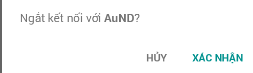 Ngắt kết nối với AuND?
HỦY XÁC NHẬN